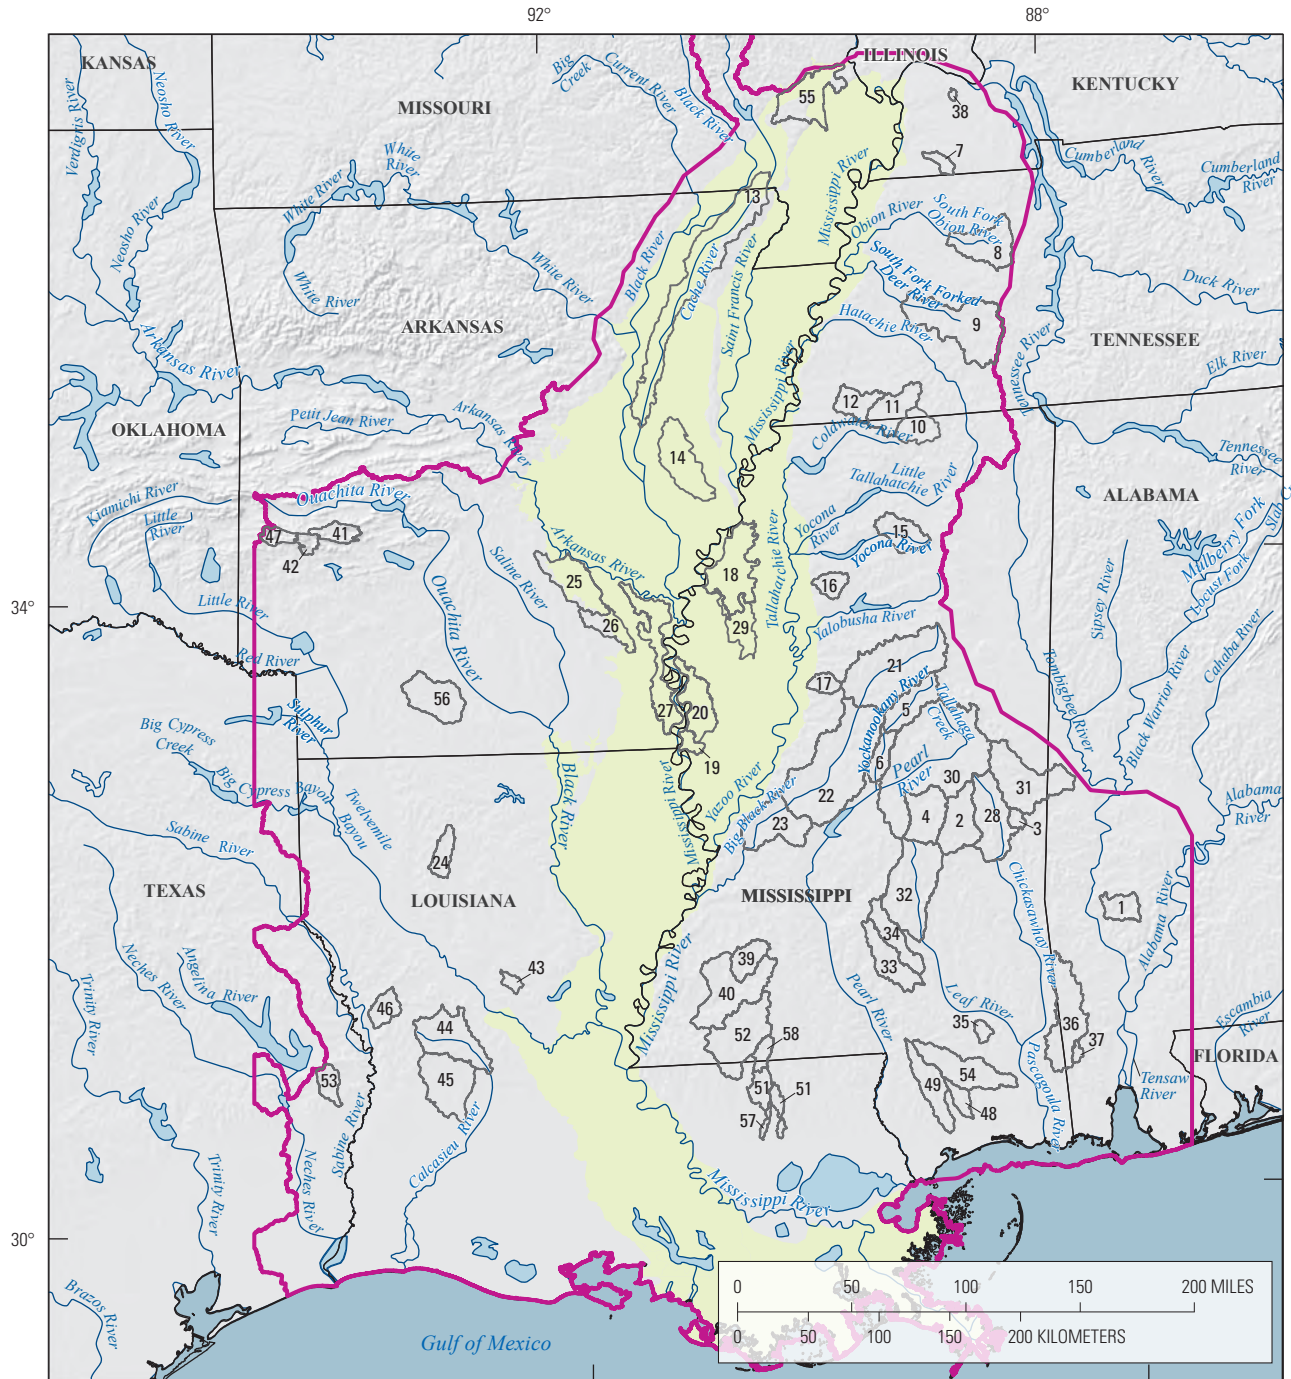 92°
88°
KANSAS
MISSOURI
ILLINOIS
KENTUCKY
Verdigris River
Neosho River
Big
Creek
Current River
Black River
55
38
7
White
River
White River
Mississippi River
Cumberland
River
Cumberland
River
13
Neosho River
Obion River
South Fork
Obion River
8
White River
White River
Black River
Cache River
Saint Francis River
South Fork Forked
Deer River
Duck River
ARKANSAS
Hatachie River
9
TENNESSEE
Arkansas River
Tennessee River
Elk River
Mississippi River
Petit Jean River
Arkansas River
12
11
10
OKLAHOMA
Coldwater River
Tennessee
River
14
Little
Tallahatchie
River
ALABAMA
Kiamichi River
Ouachita River
Little
River
47
41
42
Yocona
River
15
Yocona River
Mulberry Fork
Slab C
Locust Fork
Saline River
Arkansas River
Tallahatchie River
Sipsey River
25
18
16
34°
Little River
Ouachita River
26
29
Yalobusha River
Cahaba River
Red River
21
Tombigbee River
Black Warrior River
56
17
Sulphur
River
27
20
Yockanookany River
5
Tallahaga
Creek
Big Cypress
Creek
19
6
Pearl
River
30
31
Big Cypress Bayou
Black River
Mississippi River
Yazoo River
Big Black River
22
Alabama
River
Twelvemile
Bayou
23
4
2
28
3
Sabine River
24
TEXAS
LOUISIANA
MISSISSIPPI
32
Chickasawhay River
1
34
Alabama River
Neches River
Angelina River
Mississippi River
39
33
43
40
Pearl River
Leaf River
Trinity River
46
44
52
58
35
36
37
Escambia
River
FLORIDA
53
45
51
51
54
49
48
57
Pascagoula River
Tensaw
River
Sabine River
Calcasieu River
Neches River
Trinity River
Mississippi River
30°
Brazos River
0 50 100 150 200 MILES
0 50 100 150 200 KILOMETERS
Gulf of Mexico